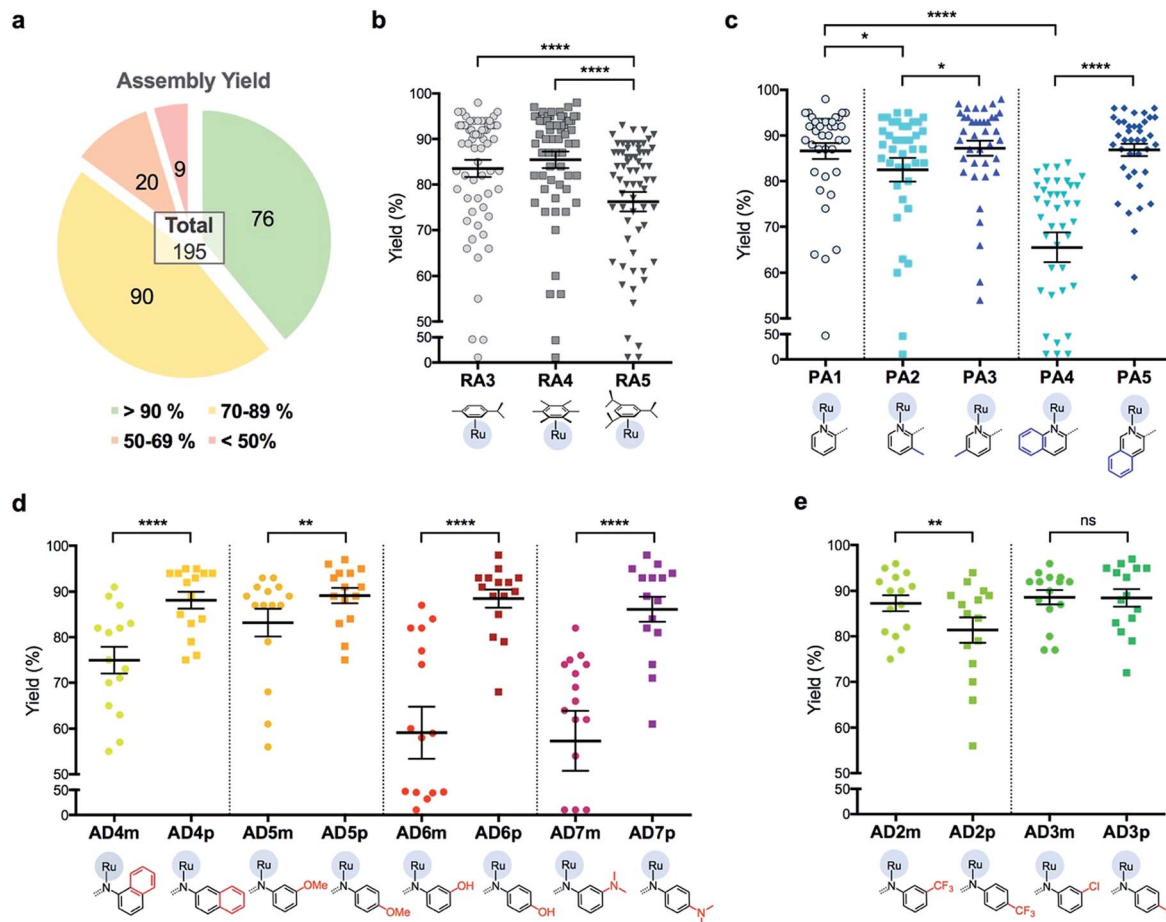 a
Assembly Yield
9
20
Total
195
76
90
> 90 % 70-89 %
50-69 % < 50%
b
****
****
Yield (%)
100
90
80
70
60
50
50
0
RA3 RA4 RA5
Ru Ru Ru
c
****
* 
* ****
Yield (%)
100
90
80
70
60
50
50
0
PA1 PA2 PA3 PA4 PA5
Ru Ru Ru Ru Ru
N N N N N
d
**** ** **** ****
Yield (%)
100
90
80
70
60
50
50
0
AD4m AD4p AD5m AD5p AD6m AD6p AD7m AD7p
Ru Ru Ru Ru Ru Ru Ru Ru
N N N N N N N N
OMe OMe OH OH N N
e
** ns
Yield (%)
100
90
80
70
60
50
50
0
AD2m AD2p AD3m AD3p
Ru Ru Ru Ru
N N N N
CF3 CF3 Cl